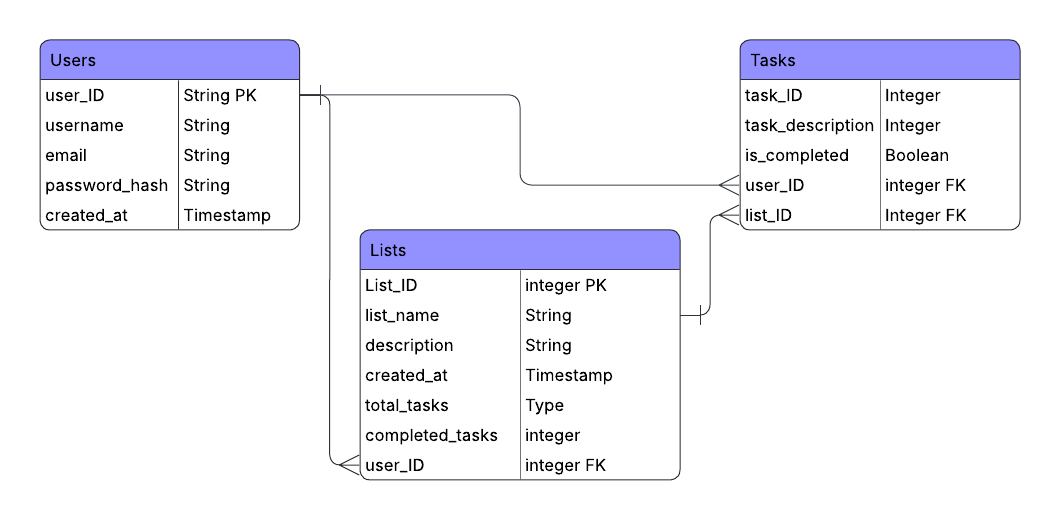 Users
user_ID String PK
username String
email String
password_hash String
created_at Timestamp
Tasks
task_ID Integer
task_description Integer
is_completed Boolean
user_ID integer FK
list_ID Integer FK
Lists
List_ID integer PK
list_name String
description String
created_at Timestamp
total_tasks Type
completed_tasks integer
user_ID integer FK